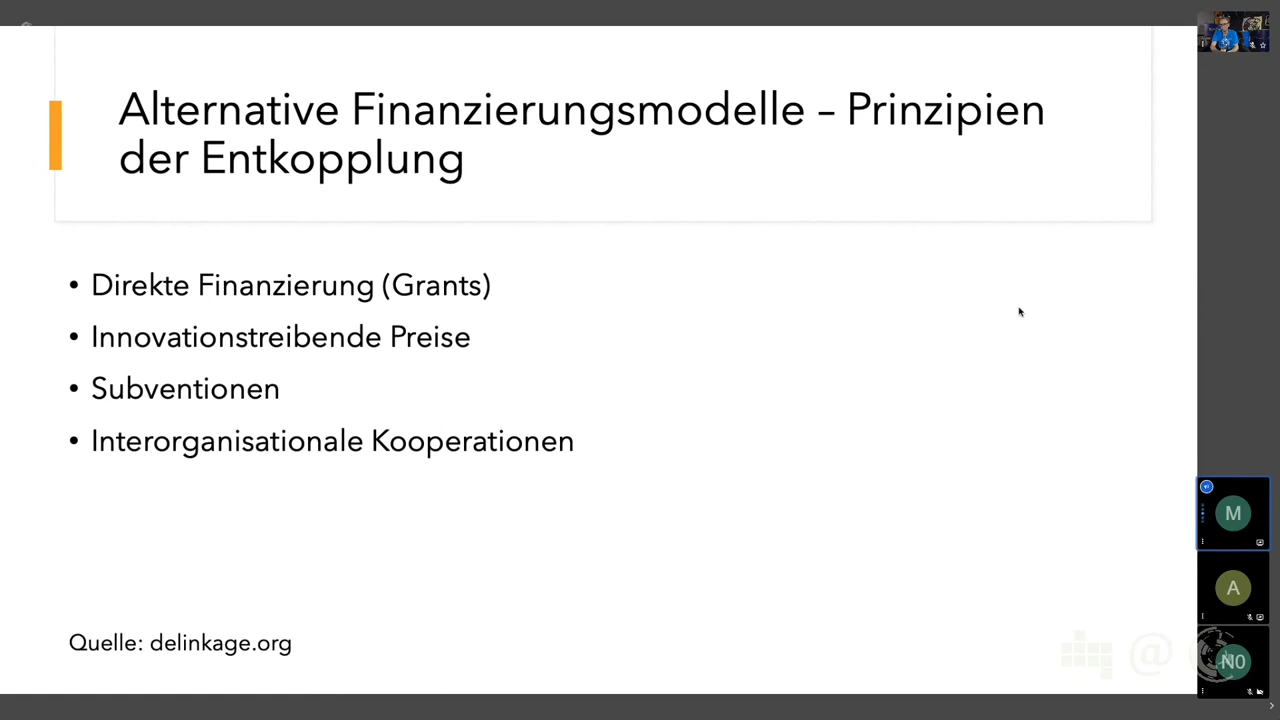 Alternative Finanzierungsmodelle – Prinzipien
der Entkopplung
• Direkte Finanzierung (Grants)
• Innovationstreibende Preise
• Subventionen
• Interorganisationale Kooperationen
Quelle: delinkage.org
M
A
@
N0